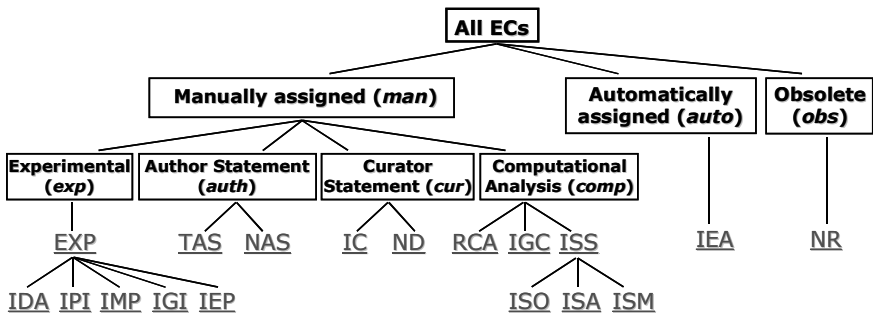 All ECs
Manually assigned (man)
Automatically
assigned (auto)
Obsolete
(obs)
Experimental
(exp)
Author Statement
(auth)
Curator
Statement (cur)
Computational
Analysis (comp)
EXP
TAS NAS
IC ND
RCA IGC ISS
IEA
NR
IDA IPI IMP IGI IEP
ISO ISA ISM